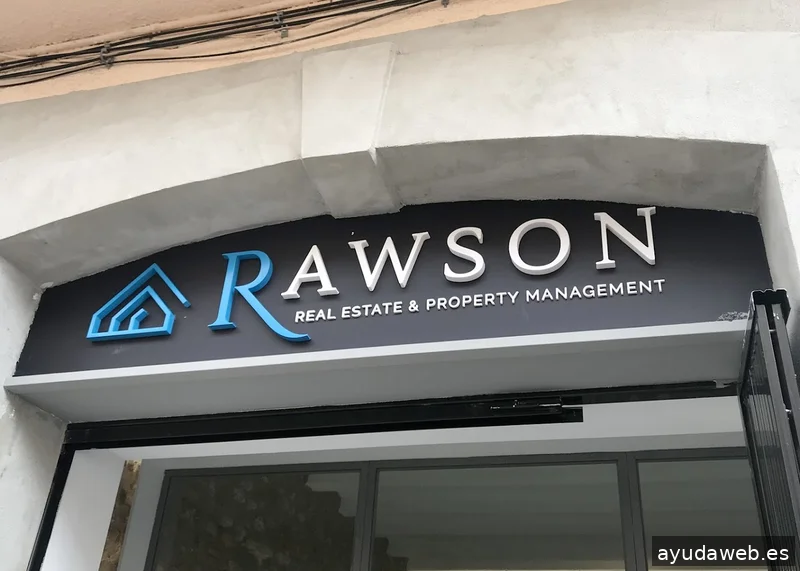 RAWSON
REAL ESTATE & PROPERTY MANAGEMENT
ayudaweb.es